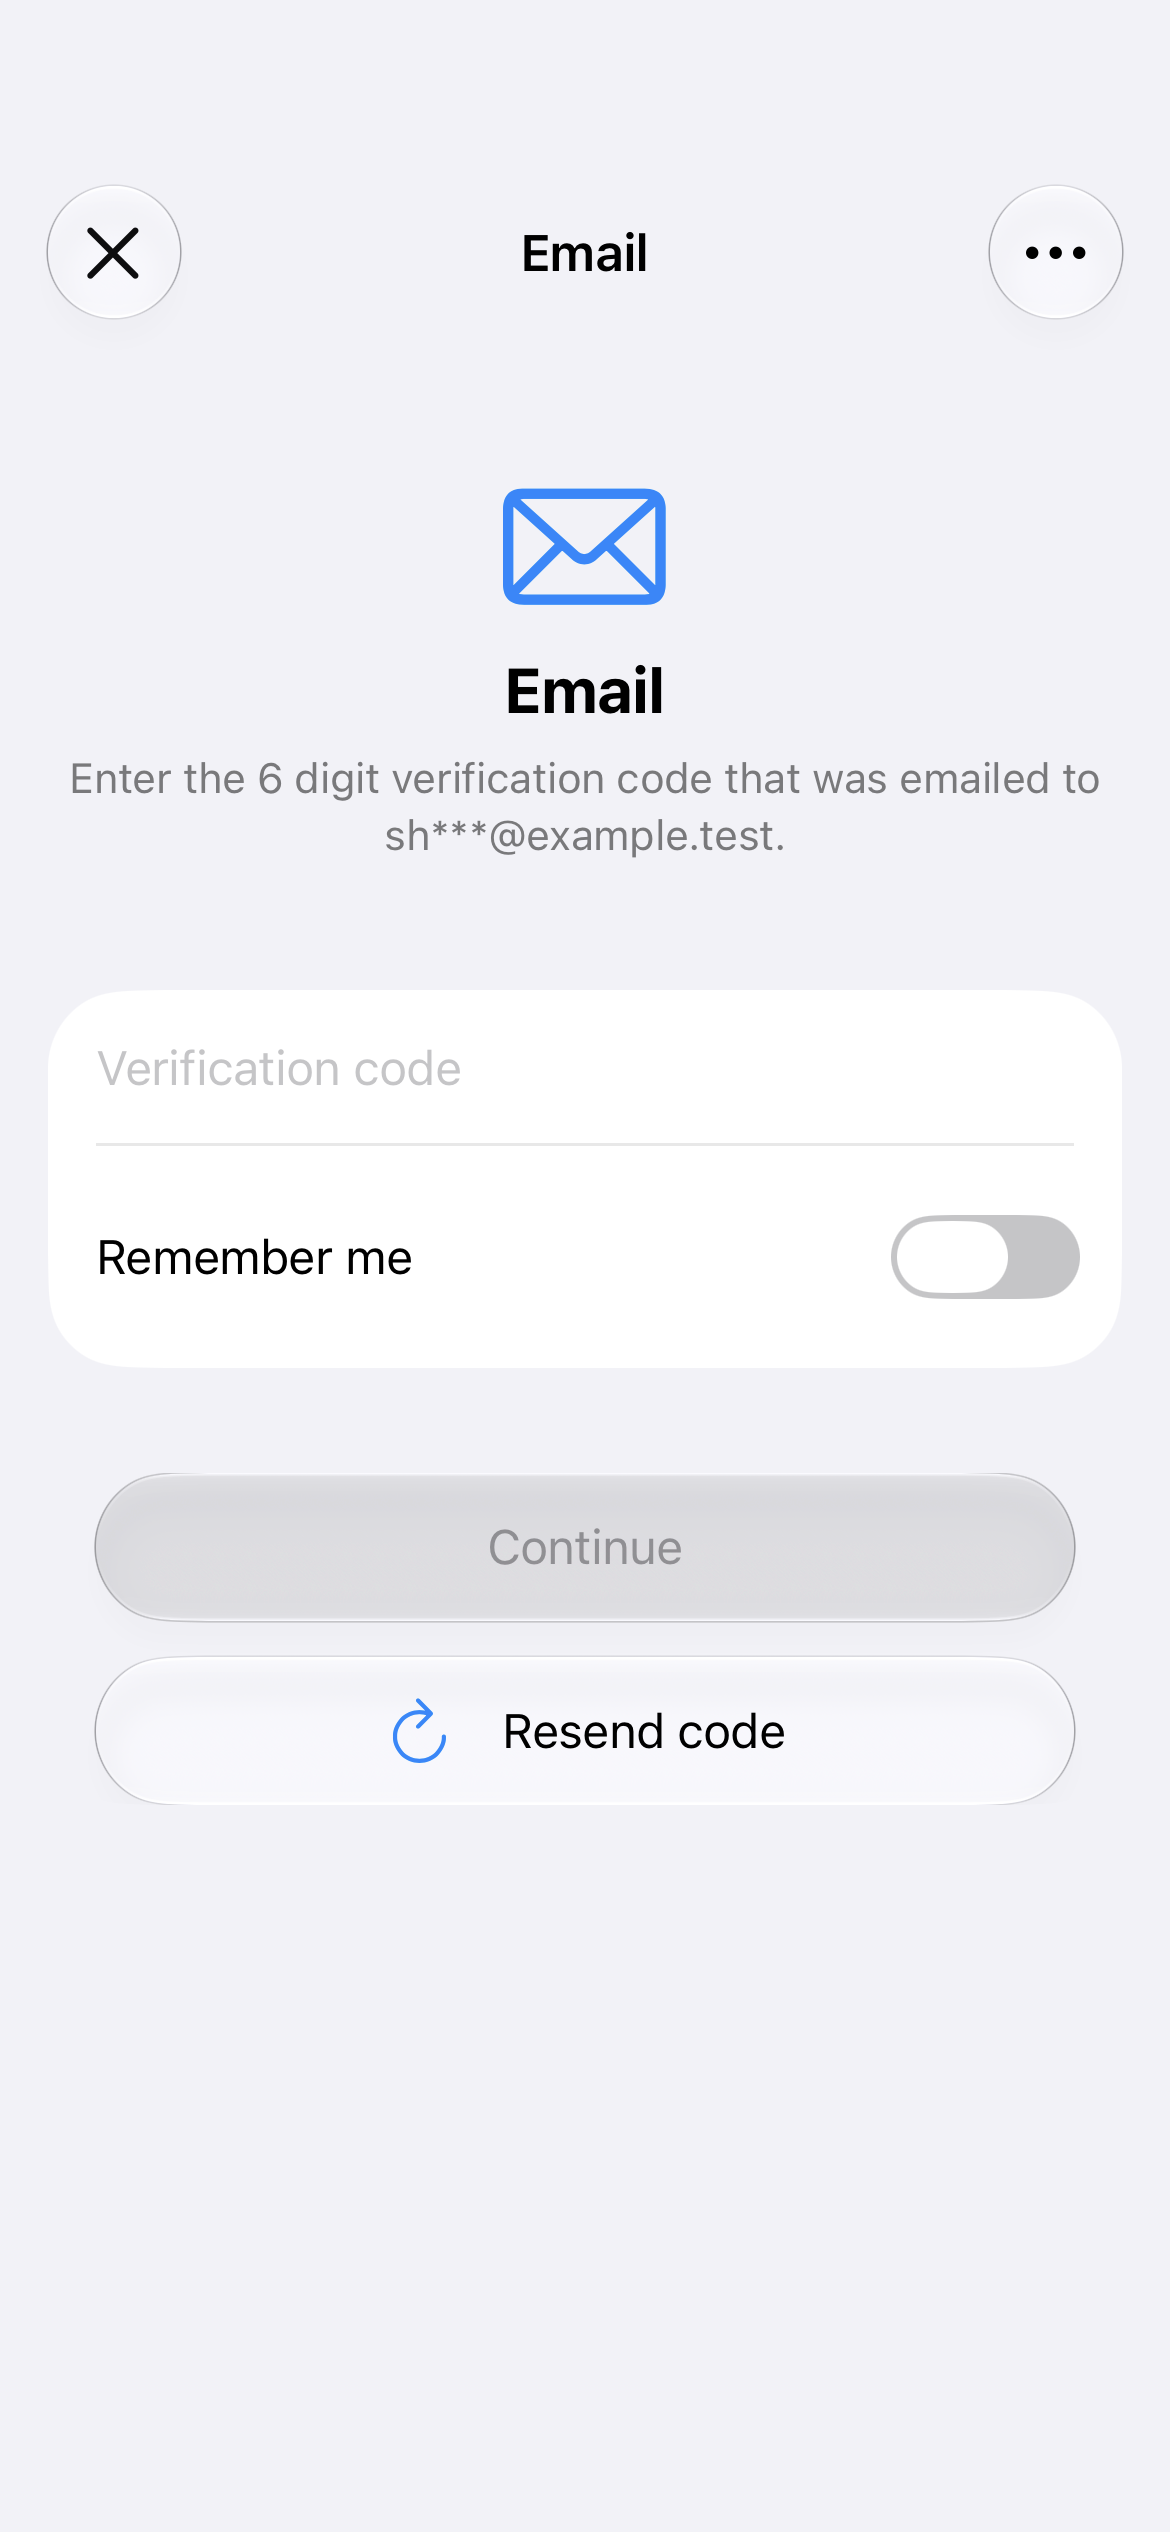 Email
Email
Enter the 6 digit verification code that was emailed to
sh***@example.test.
Verification code
Remember me
Continue
Resend code